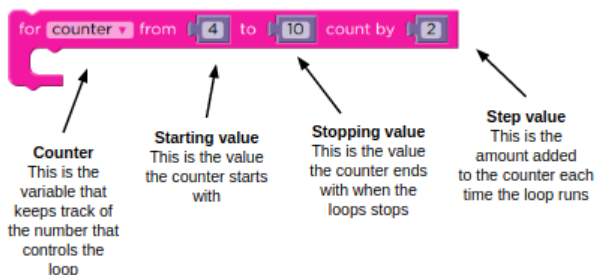 for counter from 4 to 10 count by 2
Counter
This is the
variable that
keeps track of
the number that
controls the
loop
Starting value
This is the value
the counter starts
with
Stopping value
This is the value
the counter ends
with when the
loops stops
Step value
This is the
amount added
to the counter each
time the loop runs